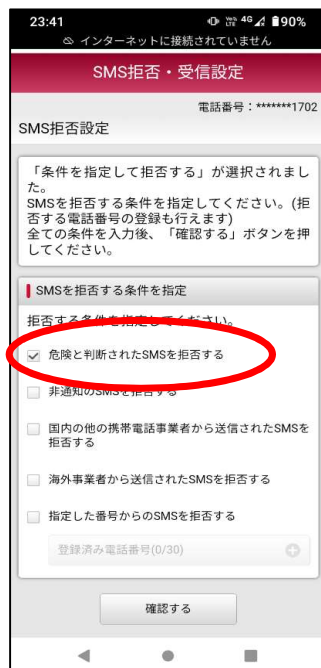 23:41
VoLTE 4G 90%
インターネットに接続されていません
SMS拒否・受信設定
電話番号：*******1702
SMS拒否設定
「条件を指定して拒否する」が選択されまし
た。
SMSを拒否する条件を指定してください。(拒
否する電話番号の登録も行えます)
全ての条件を入力後、「確認する」ボタンを押
してください。
SMSを拒否する条件を指定
拒否する条件を指定してください。
危険と判断されたSMSを拒否する
非通知のSMSを拒否する
国内の他の携帯電話事業者から送信されたSMSを
拒否する
海外事業者から送信されたSMSを拒否する
指定した番号からのSMSを拒否する
登録済み電話番号(0/30)
確認する